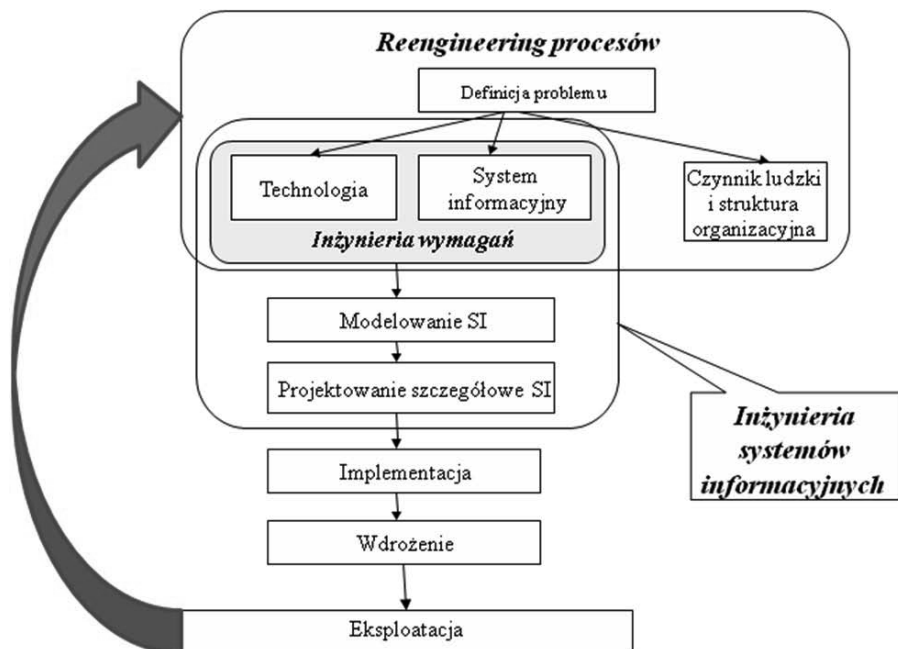 Reengineering procesów
Definicja problemu
Technologia
System
informacyjny
Czynnik ludzki
i struktura
organizacyjna
Inżynieria wymagań
Modelowanie SI
Projektowanie szczegółowe SI
Inżynieria
systemów
informacyjnych
Implementacja
Wdrożenie
Eksploatacja